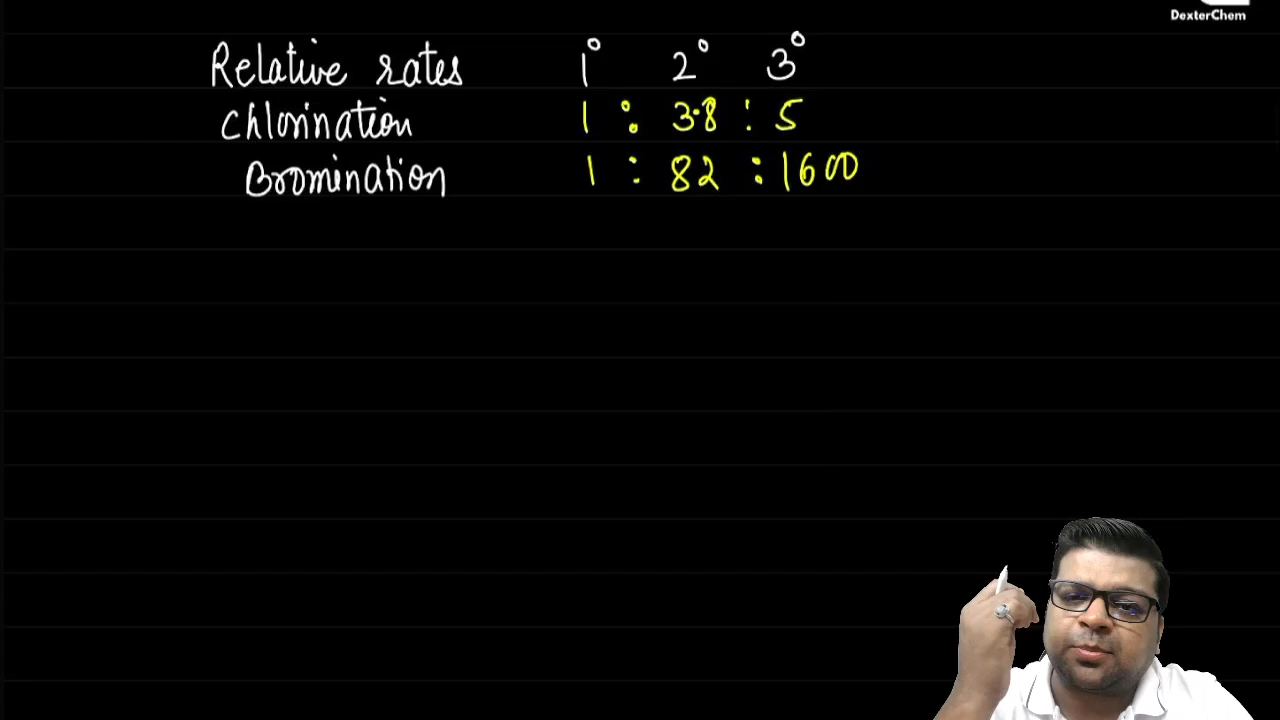 DexterChem
Relative rates 1° 2° 3°
Chlorination 1 : 3.8 : 5
Bromination 1 : 82 : 1600